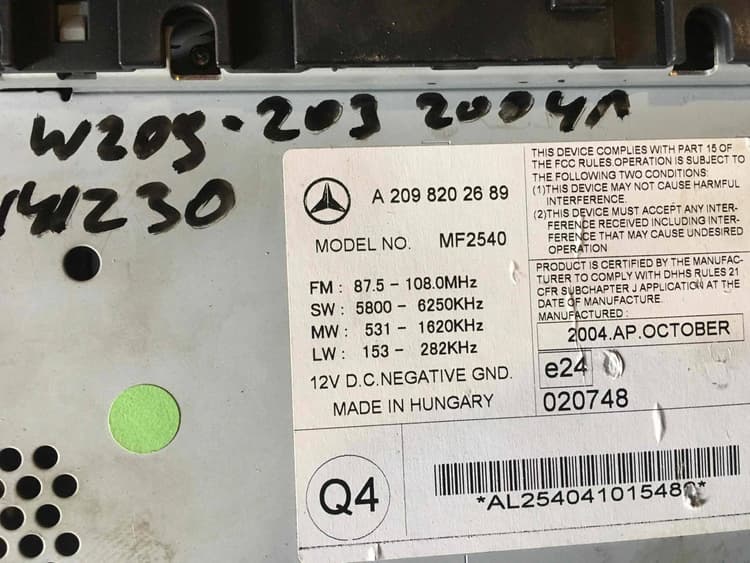 W209-203 2004
141230
A 209 820 26 89
MODEL NO. MF2540
FM : 87.5 - 108.0MHz
SW : 5800 - 6250KHz
MW : 531 - 1620KHz
LW : 153 - 282KHz
12V D.C.NEGATIVE GND.
MADE IN HUNGARY
THIS DEVICE COMPLIES WITH PART 15 OF
THE FCC RULES.OPERATION IS SUBJECT TO
THE FOLLOWING TWO CONDITIONS:
(1)THIS DEVICE MAY NOT CAUSE HARMFUL
INTERFERENCE.
(2)THIS DEVICE MUST ACCEPT ANY INTER-
FERENCE RECEIVED INCLUDING INTER-
FERENCE THAT MAY CAUSE UNDESIRED
OPERATION
PRODUCT IS CERTIFIED BY THE MANUFAC-
TURER TO COMPLY WITH DHHS RULES 21
CFR SUBCHAPTER J APPLICATION AT THE
DATE OF MANUFACTURE.
MANUFACTURED :
2004.AP.OCTOBER
e24
020748
Q4